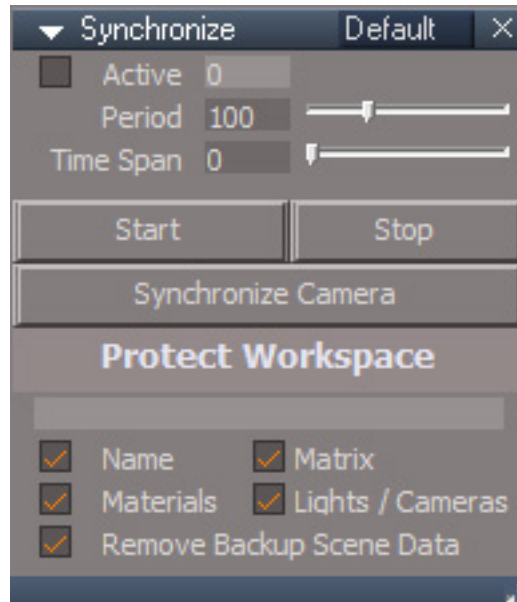 Synchronize Default X
Active 0
Period 100
Time Span 0
Start Stop
Synchronize Camera
Protect Workspace
Name Matrix
Materials Lights / Cameras
Remove Backup Scene Data